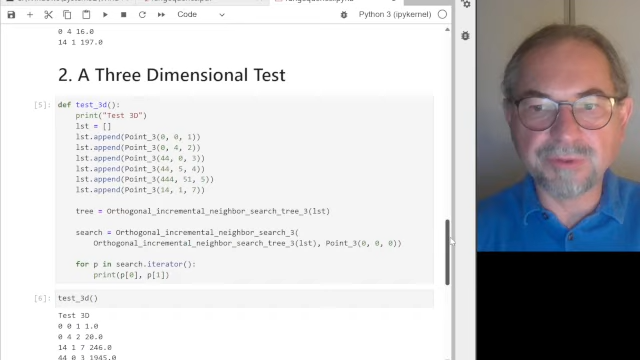 Code
Python 3 (ipykernel)
0 4 16.0
14 1 197.0
2. A Three Dimensional Test
[5]:
def test_3d():
print("Test 3D")
lst = []
lst.append(Point_3(0, 0, 1))
lst.append(Point_3(0, 4, 2))
lst.append(Point_3(44, 0, 3))
lst.append(Point_3(44, 5, 4))
lst.append(Point_3(444, 51, 5))
lst.append(Point_3(14, 1, 7))
tree = Orthogonal_incremental_neighbor_search_tree_3(lst)
search = Orthogonal_incremental_neighbor_search_3(
Orthogonal_incremental_neighbor_search_tree_3(lst), Point_3(0, 0, 0))
for p in search.iterator():
print(p[0], p[1])
[6]:
test_3d()
Test 3D
0 0 1 1.0
0 4 2 20.0
14 1 7 246.0
44 0 3 1945.0